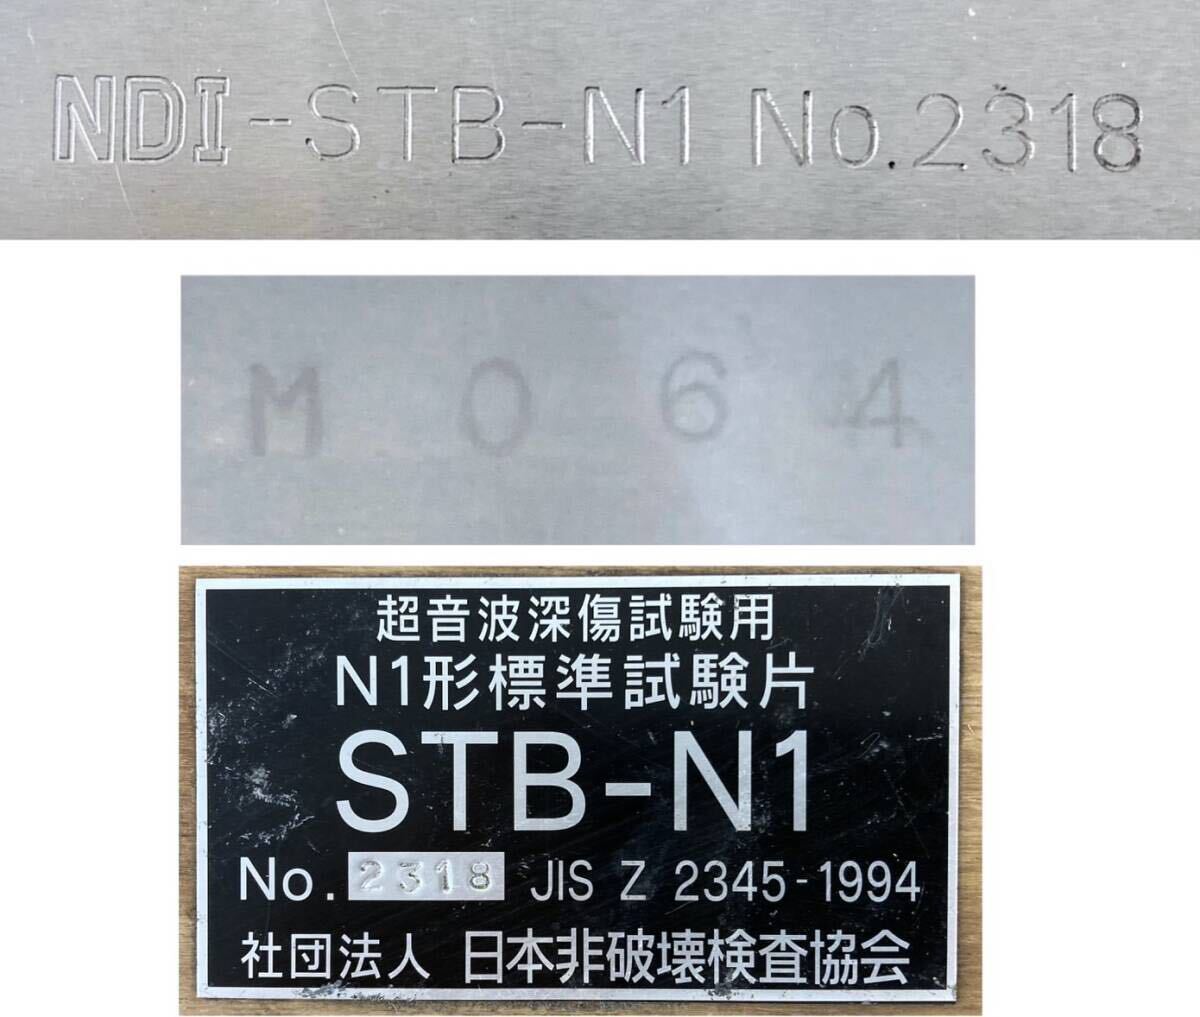 NDI-STB-N1 No.2318
M 0 6 4
超音波深傷試験用
N1形標準試験片
STB-N1
No. 2318 JIS Z 2345-1994
社団法人 日本非破壊検査協会